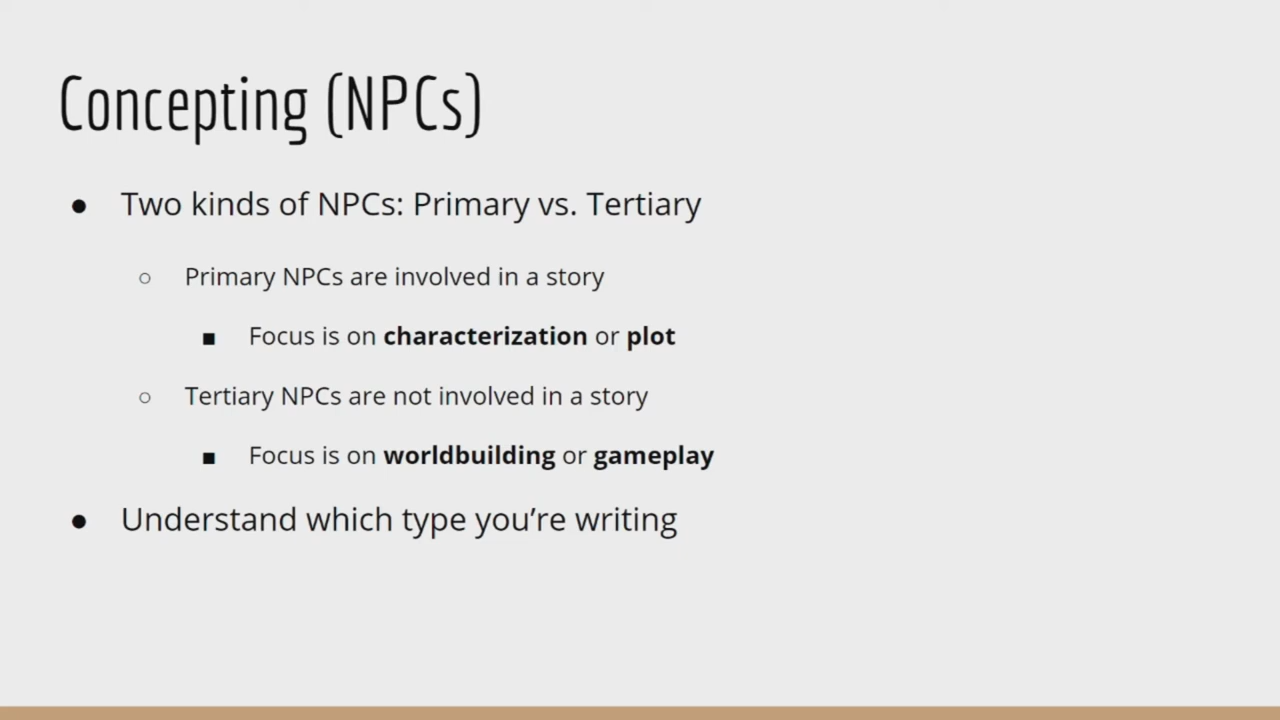 Concepting (NPCs)
● Two kinds of NPCs: Primary vs. Tertiary
○ Primary NPCs are involved in a story
■ Focus is on characterization or plot
○ Tertiary NPCs are not involved in a story
■ Focus is on worldbuilding or gameplay
● Understand which type you’re writing